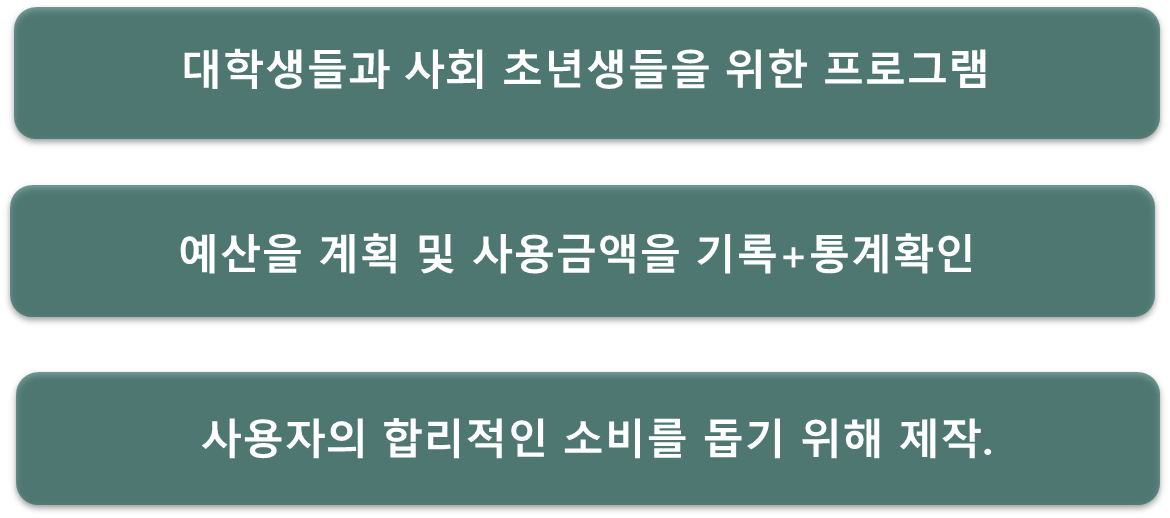 대학생들과 사회 초년생들을 위한 프로그램
예산을 계획 및 사용금액을 기록+통계확인
사용자의 합리적인 소비를 돕기 위해 제작.